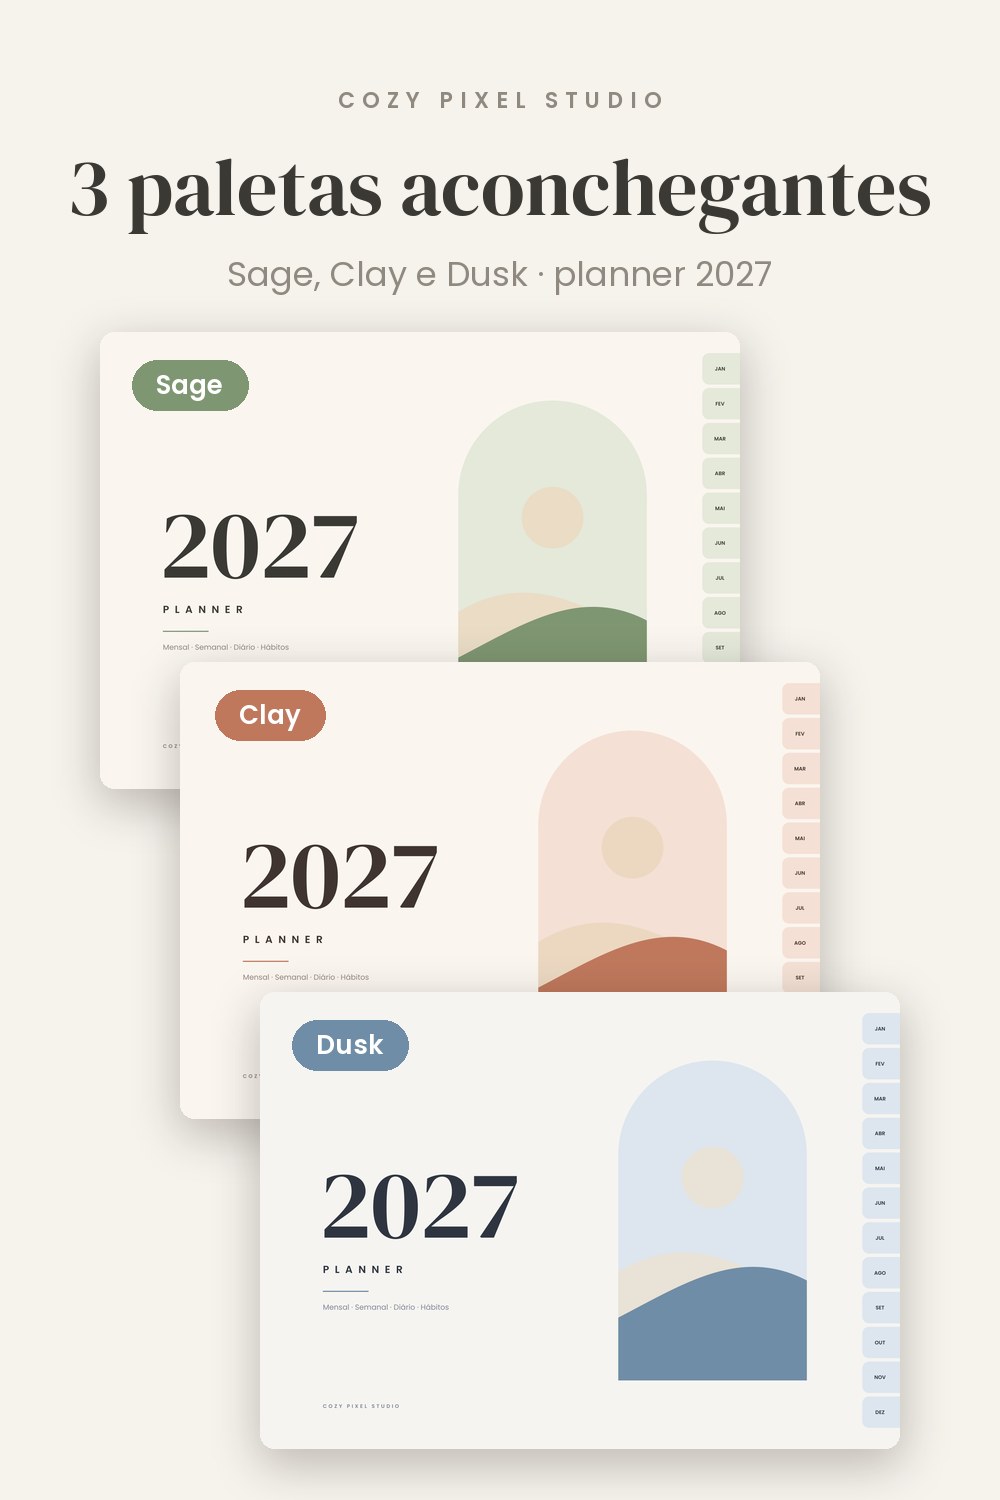 COZY PIXEL STUDIO
3 paletas aconchegantes
Sage, Clay e Dusk · planner 2027
Sage
JAN
FEV
MAR
ABR
MAI
JUN
JUL
AGO
SET
2027
PLANNER
Mensal · Semanal · Diário · Hábitos
COZ
Clay
JAN
FEV
MAR
ABR
MAI
JUN
JUL
AGO
SET
2027
PLANNER
Mensal · Semanal · Diário · Hábitos
COZ
Dusk
JAN
FEV
MAR
ABR
MAI
JUN
JUL
AGO
SET
OUT
NOV
DEZ
2027
PLANNER
Mensal · Semanal · Diário · Hábitos
COZY PIXEL STUDIO